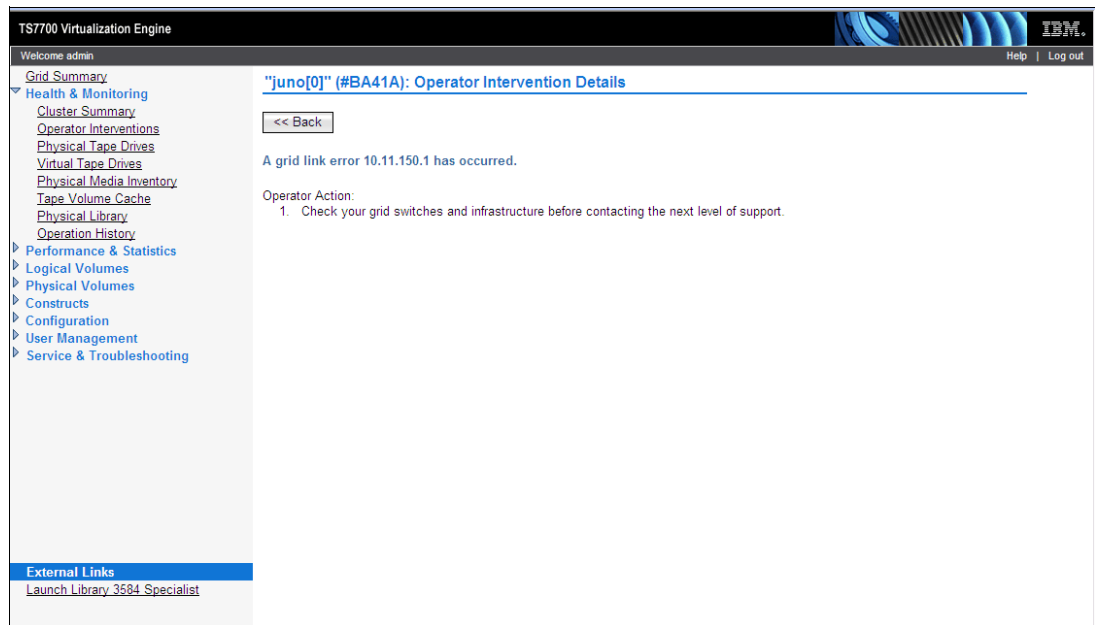 TS7700 Virtualization Engine
IBM.
Welcome admin
Help | Log out
Grid Summary
Health & Monitoring
Cluster Summary
Operator Interventions
Physical Tape Drives
Virtual Tape Drives
Physical Media Inventory
Tape Volume Cache
Physical Library
Operation History
Performance & Statistics
Logical Volumes
Physical Volumes
Constructs
Configuration
User Management
Service & Troubleshooting
External Links
Launch Library 3584 Specialist
"juno[0]" (#BA41A): Operator Intervention Details
<< Back
A grid link error 10.11.150.1 has occurred.
Operator Action:
1. Check your grid switches and infrastructure before contacting the next level of support.